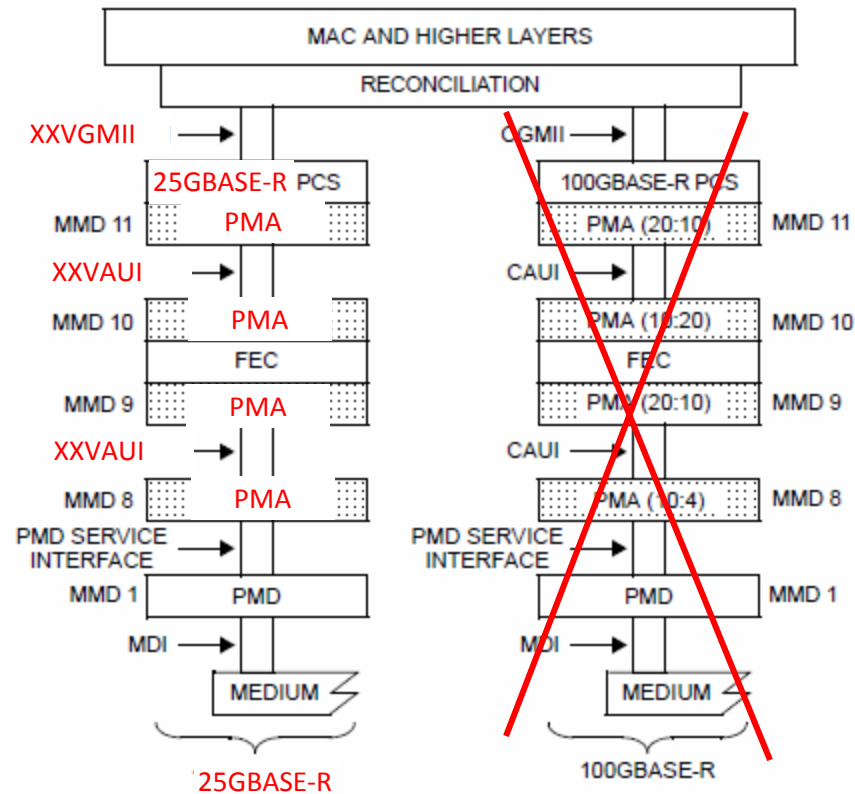 MAC AND HIGHER LAYERS
RECONCILIATION
XXVGMII
25GBASE-R PCS
MMD 11
PMA
XXVAUI
MMD 10
PMA
FEC
MMD 9
PMA
XXVAUI
MMD 8
PMA
PMD SERVICE
INTERFACE
MMD 1
PMD
MDI
MEDIUM
25GBASE-R
CGMII
100GBASE-R PCS
PMA (20:10)
MMD 11
CAUI
PMA (10:20)
MMD 10
FEC
PMA (20:10)
MMD 9
CAUI
PMA (10:4)
MMD 8
PMD SERVICE
INTERFACE
PMD
MMD 1
MDI
MEDIUM
100GBASE-R